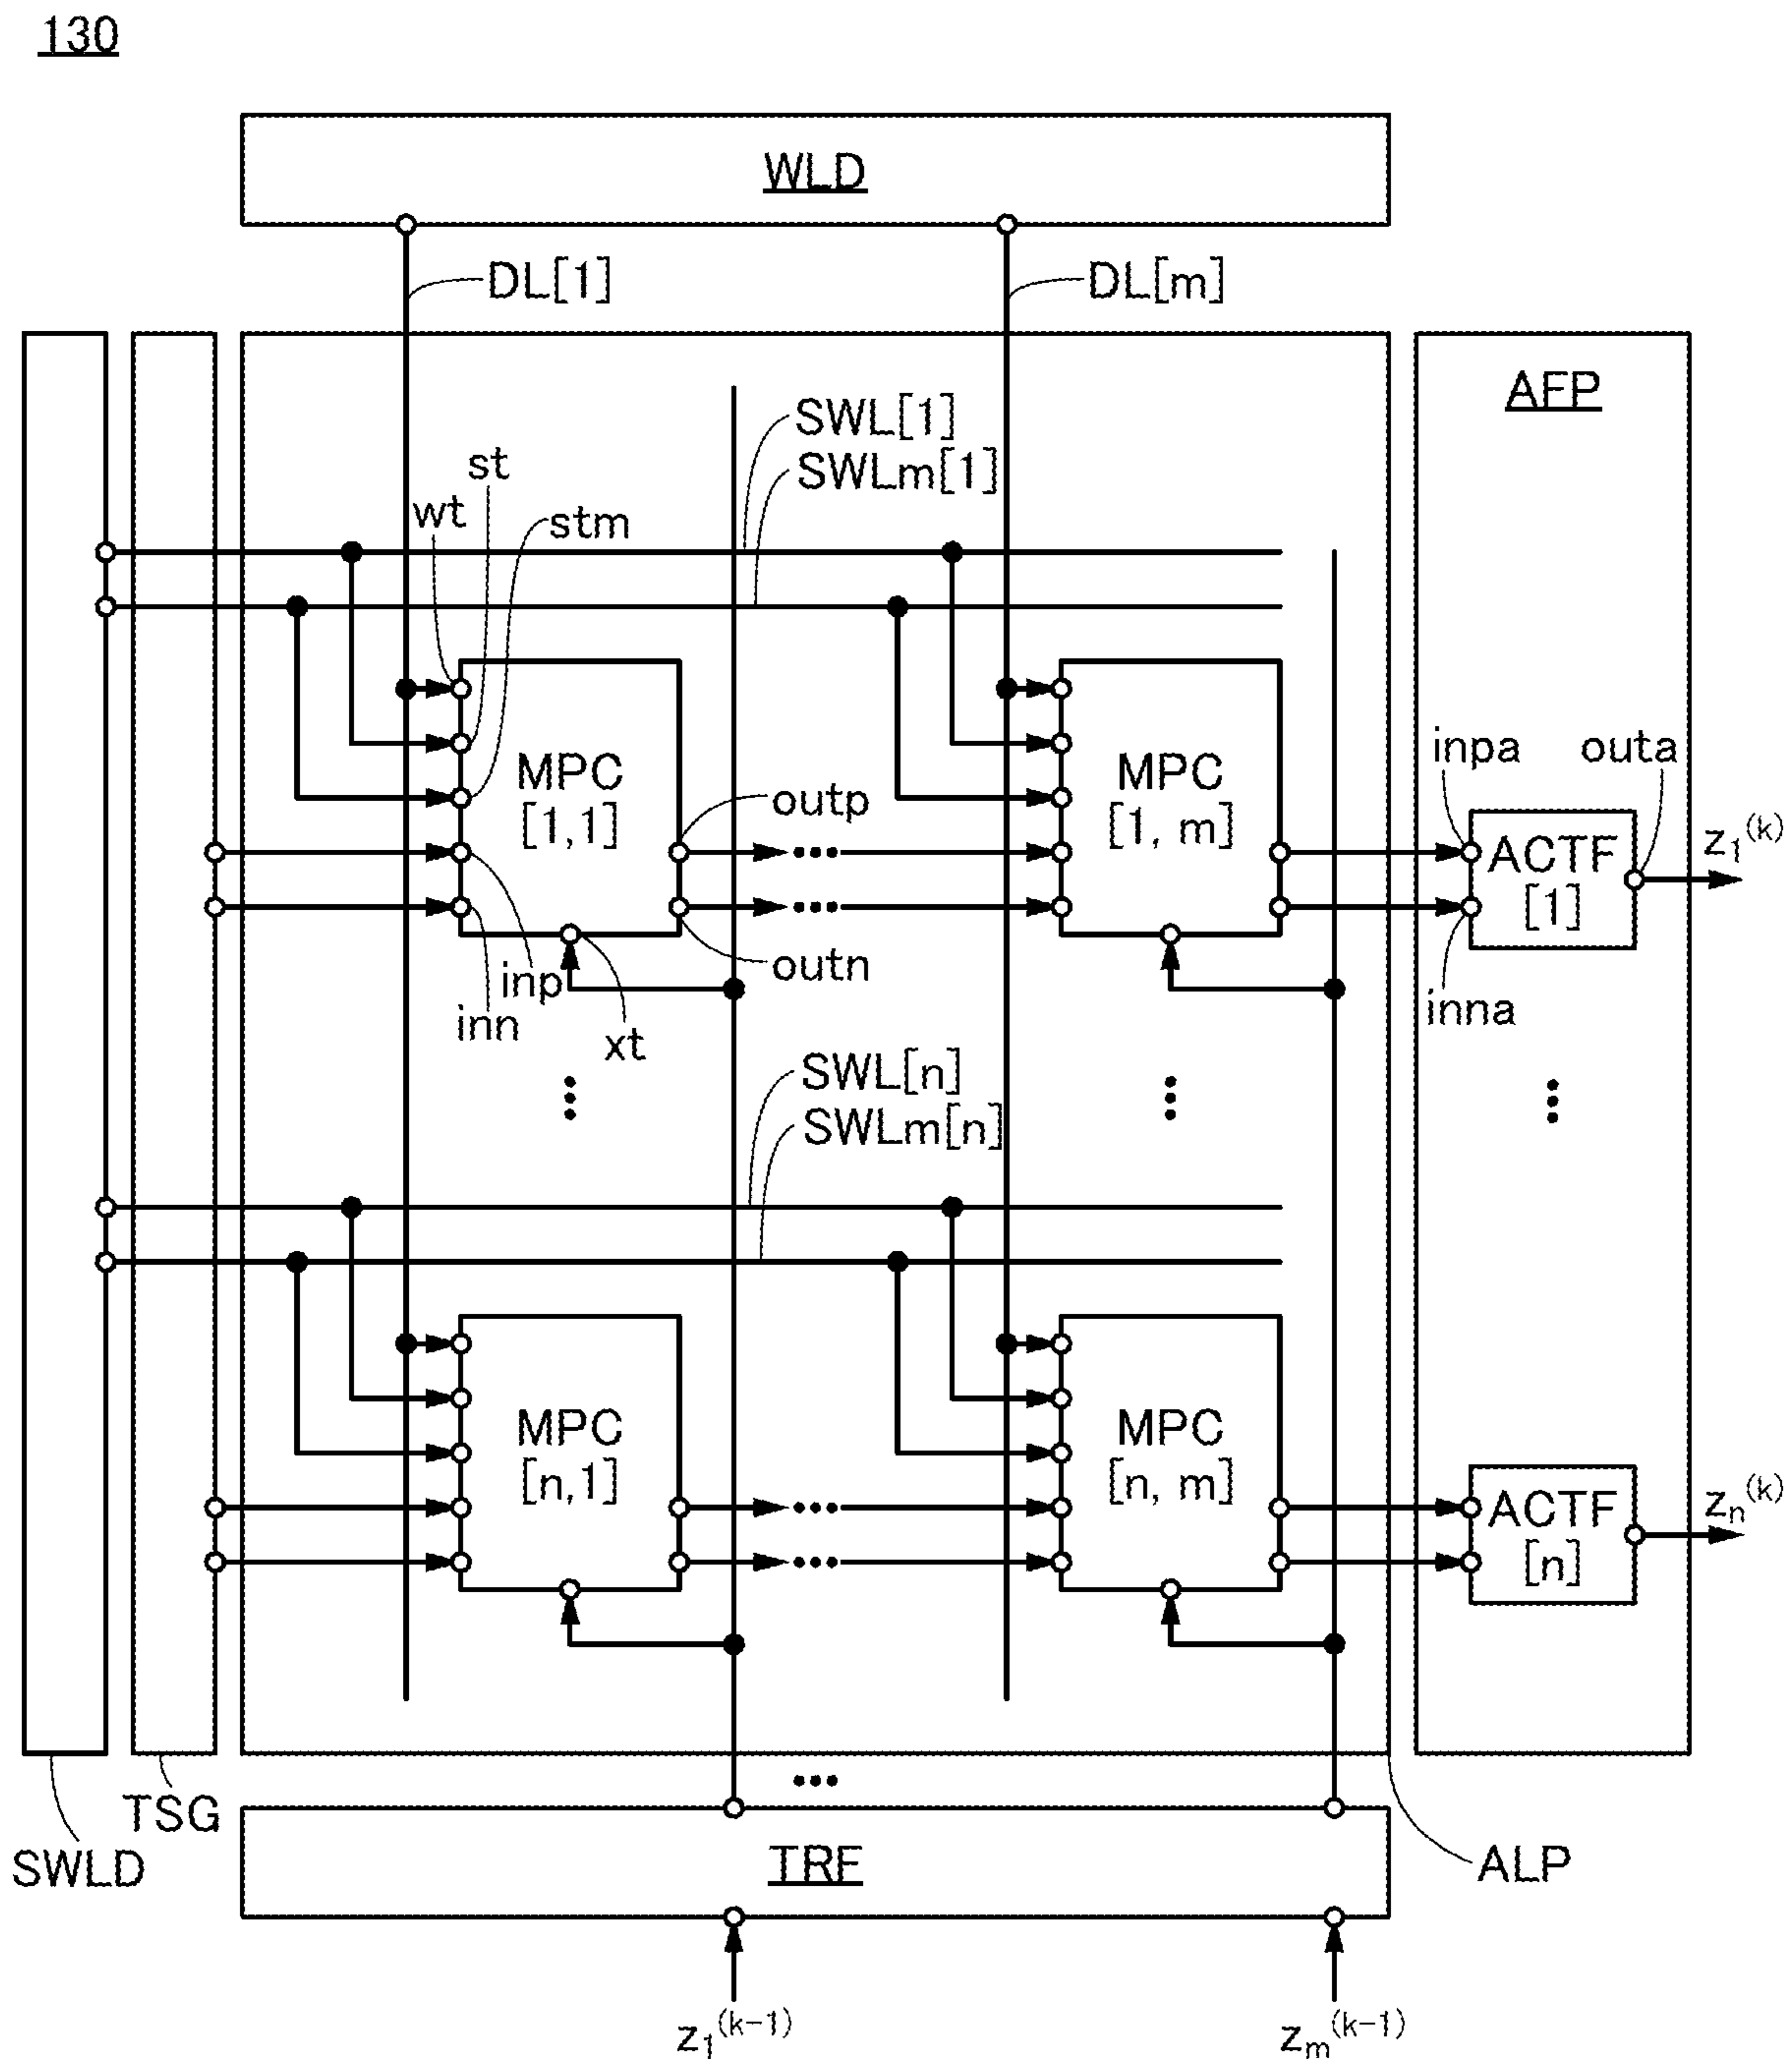 130
WLD
DL[1]
DL[m]
AFP
SWL[1]
SWLm[1]
st
wt
stm
MPC
[1,1]
MPC
[1, m]
outp
outn
inpa
outa
ACTF
[1]
z1(k)
inna
inp
inn
xt
SWL[n]
SWLm[n]
MPC
[n,1]
MPC
[n, m]
ACTF
[n]
zn(k)
TSG
SWLD
TRF
ALP
z1(k-1)
zm(k-1)